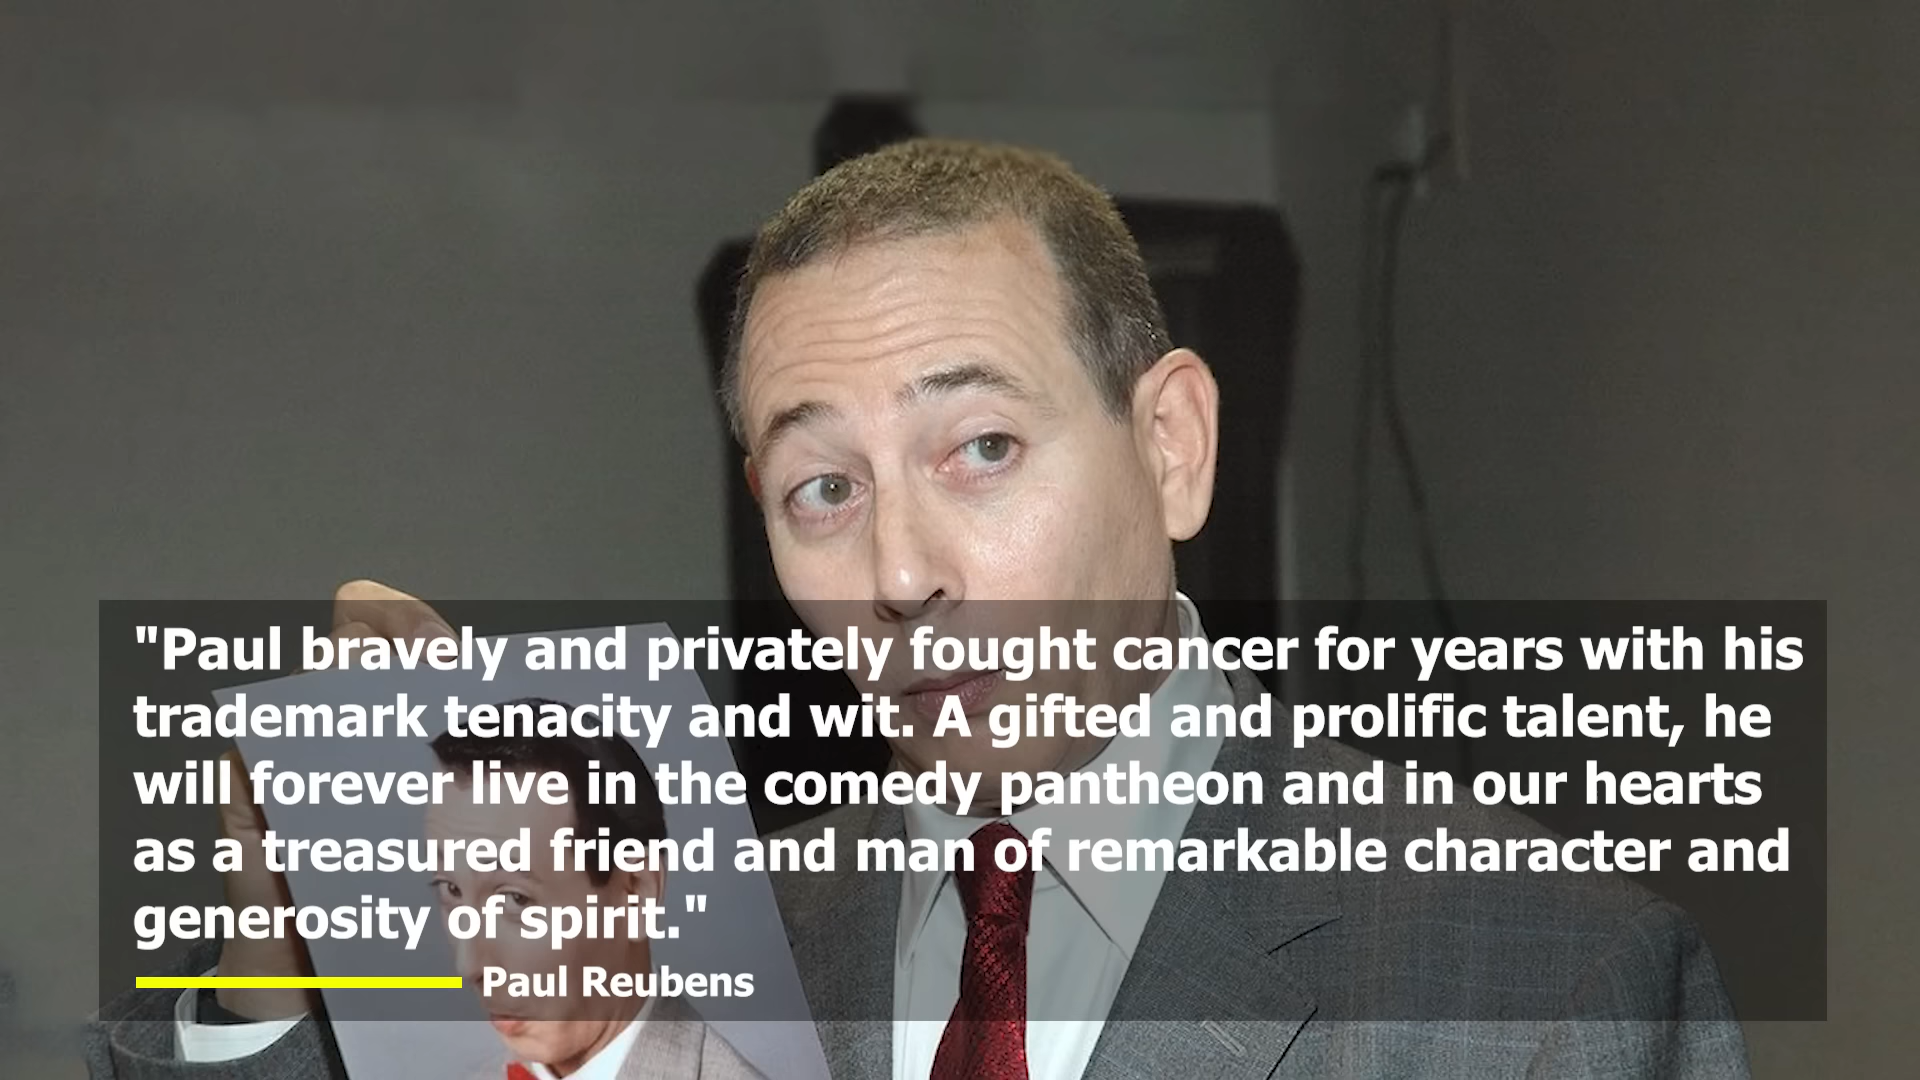 "Paul bravely and privately fought cancer for years with his
trademark tenacity and wit. A gifted and prolific talent, he
will forever live in the comedy pantheon and in our hearts
as a treasured friend and man of remarkable character and
generosity of spirit."
Paul Reubens